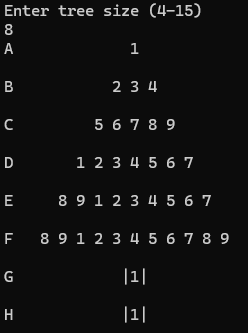 Enter tree size (4-15)
8
A 1
B 2 3 4
C 5 6 7 8 9
D 1 2 3 4 5 6 7
E 8 9 1 2 3 4 5 6 7
F 8 9 1 2 3 4 5 6 7 8 9
G |1|
H |1|